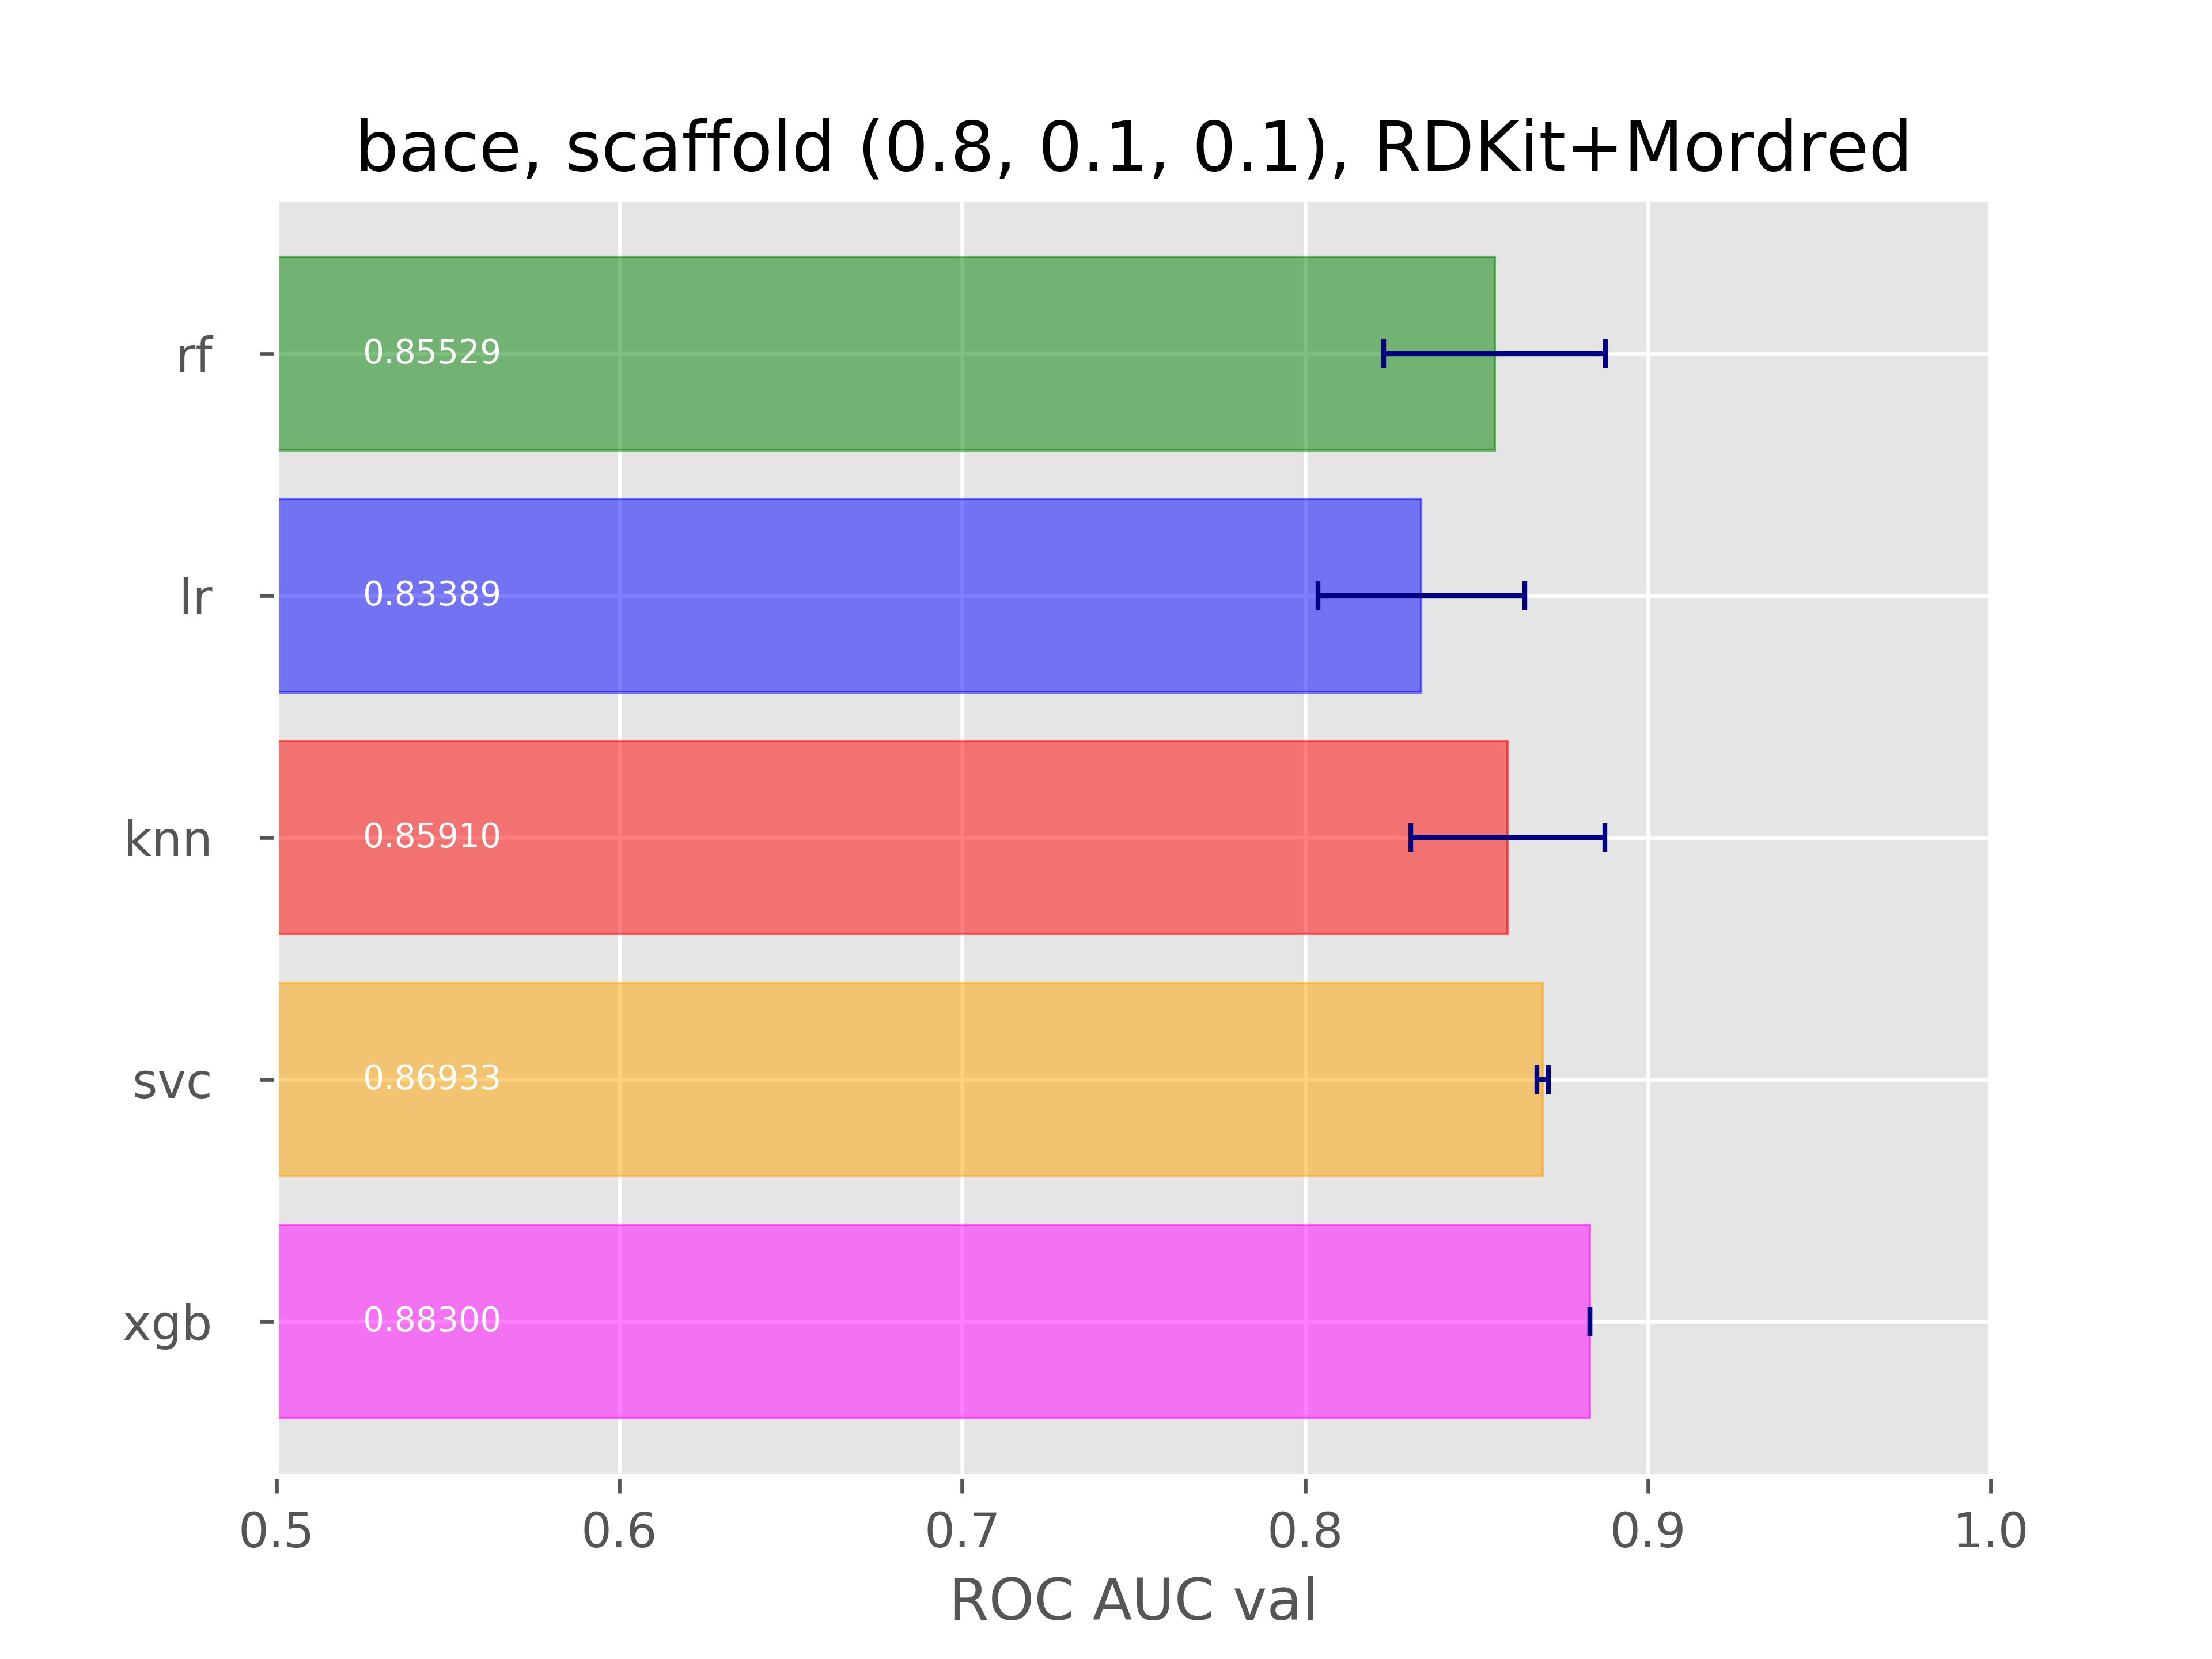 bace, scaffold (0.8, 0.1, 0.1), RDKit+Mordred
rf
0.85529
lr
0.83389
knn
0.85910
svc
0.86933
xgb
0.88300
0.5 0.6 0.7 0.8 0.9 1.0
ROC AUC val